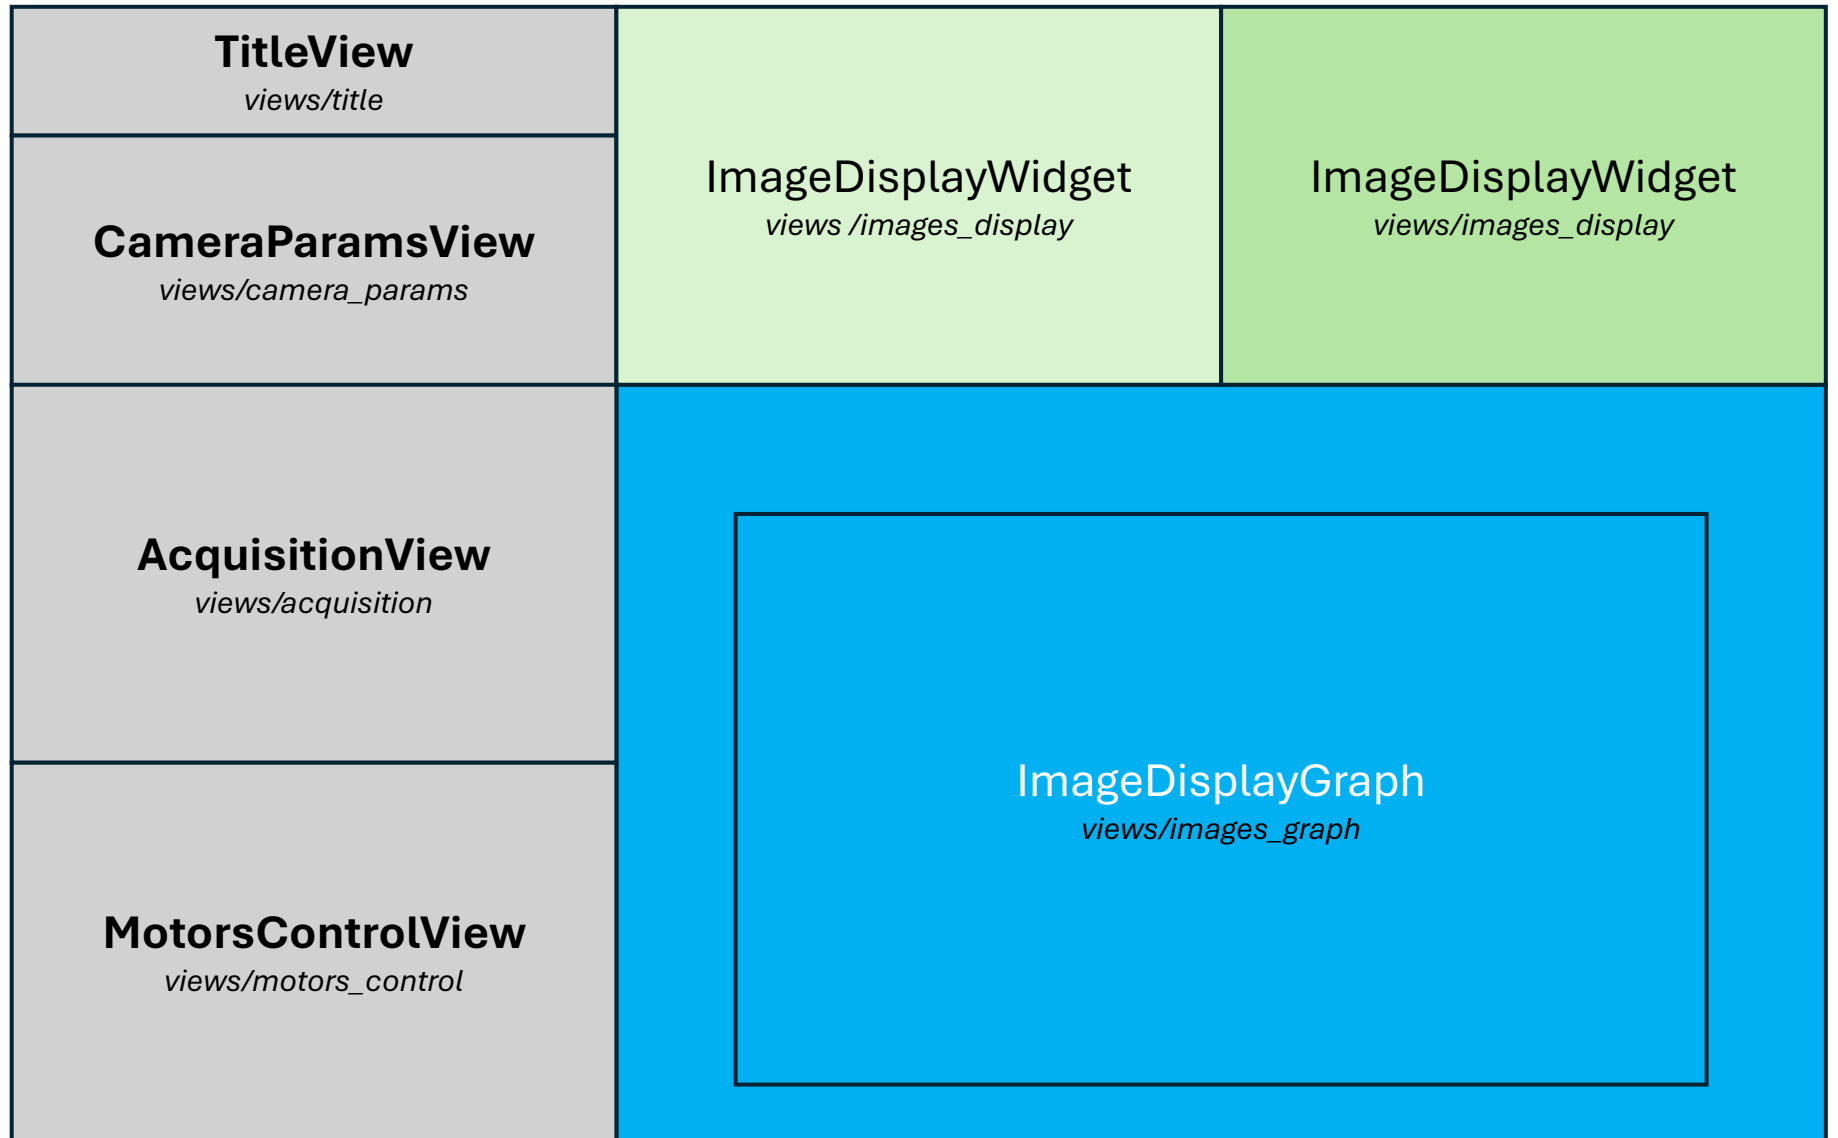 TitleView
views/title
CameraParamsView
views/camera_params
AcquisitionView
views/acquisition
MotorsControlView
views/motors_control
ImageDisplayWidget
views /images_display
ImageDisplayWidget
views/images_display
ImageDisplayGraph
views/images_graph